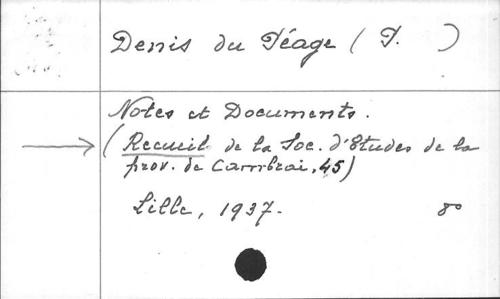 Denis du Péage (P. )
Notes et Documents.
(Recueil de la Soc. d'Etudes de la
prov. de Cambrai, 45)
Lille, 1937. 8°